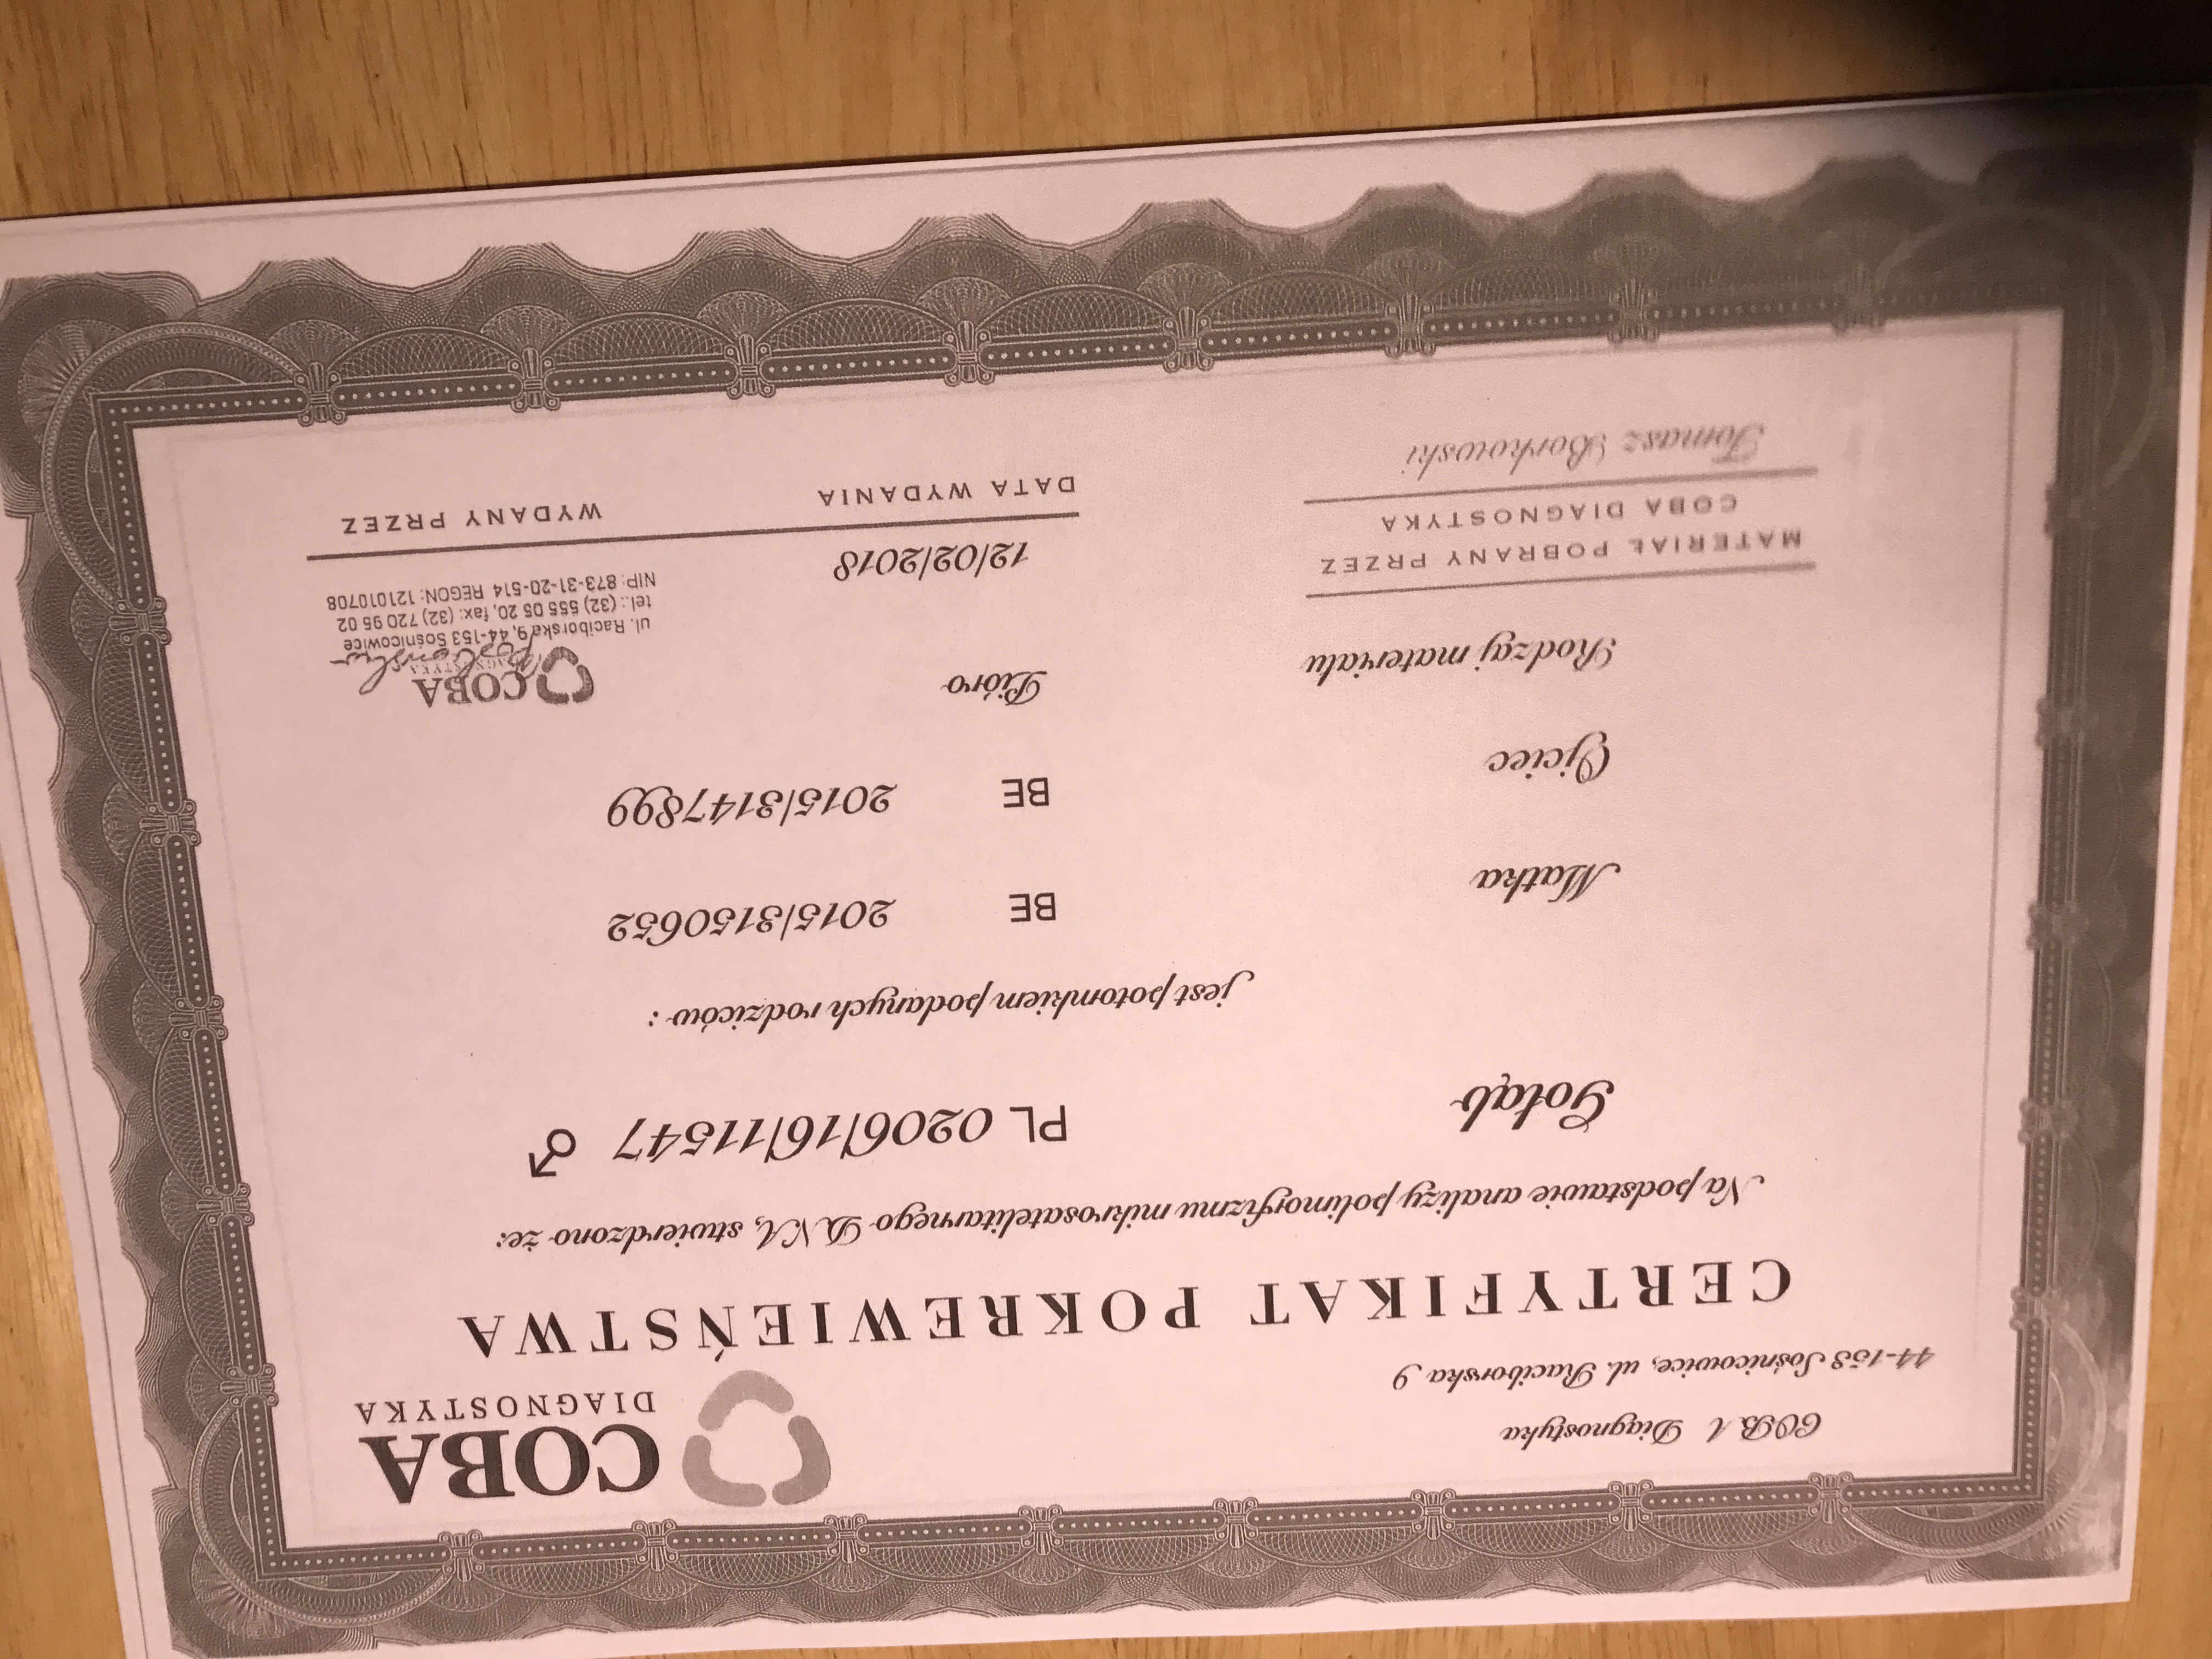 COBA Diagnostyka
44-153 Sośnicowice, ul. Raciborska 9
COBA
DIAGNOSTYKA
CERTYFIKAT POKREWIEŃSTWA
Na podstawie analizy polimorfizmu mikrosatelitarnego DNA, stwierdzono że:
Gołąb PL 0206/16/11547 ♂
jest potomkiem podanych rodziców :
Matka BE 2015/3150652
Ojciec BE 2015/3147899
Rodzaj materiału Pióro
MATERIAŁ POBRANY PRZEZ
COBA DIAGNOSTYKA
Tomasz Borkowski
12/02/2018
DATA WYDANIA
COBA
DIAGNOSTYKA
ul. Raciborska 9, 44-153 Sośnicowice
tel.: (32) 555 05 20, fax: (32) 720 95 02
NIP: 873-31-20-514 REGON: 121010708
WYDANY PRZEZ